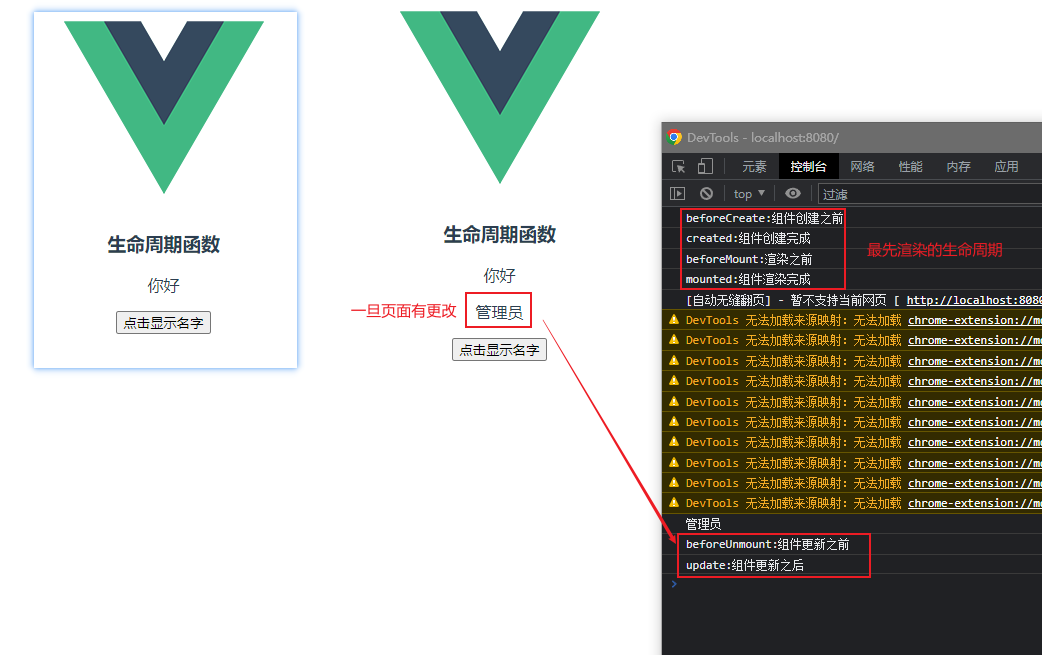 生命周期函数
你好
点击显示名字
生命周期函数
你好
一旦页面有更改
管理员
点击显示名字
DevTools - localhost:8080/
元素 控制台 网络 性能 内存 应用
top 过滤
beforeCreate:组件创建之前
created:组件创建完成
beforeMount:渲染之前
mounted:组件渲染完成
最先渲染的生命周期
[自动无缝翻页] - 暂不支持当前网页 [ http://localhost:8080
DevTools 无法加载来源映射: 无法加载 chrome-extension://m
DevTools 无法加载来源映射: 无法加载 chrome-extension://m
DevTools 无法加载来源映射: 无法加载 chrome-extension://m
DevTools 无法加载来源映射: 无法加载 chrome-extension://m
DevTools 无法加载来源映射: 无法加载 chrome-extension://m
DevTools 无法加载来源映射: 无法加载 chrome-extension://m
DevTools 无法加载来源映射: 无法加载 chrome-extension://m
DevTools 无法加载来源映射: 无法加载 chrome-extension://m
DevTools 无法加载来源映射: 无法加载 chrome-extension://m
DevTools 无法加载来源映射: 无法加载 chrome-extension://m
管理员
beforeUnmount:组件更新之前
update:组件更新之后